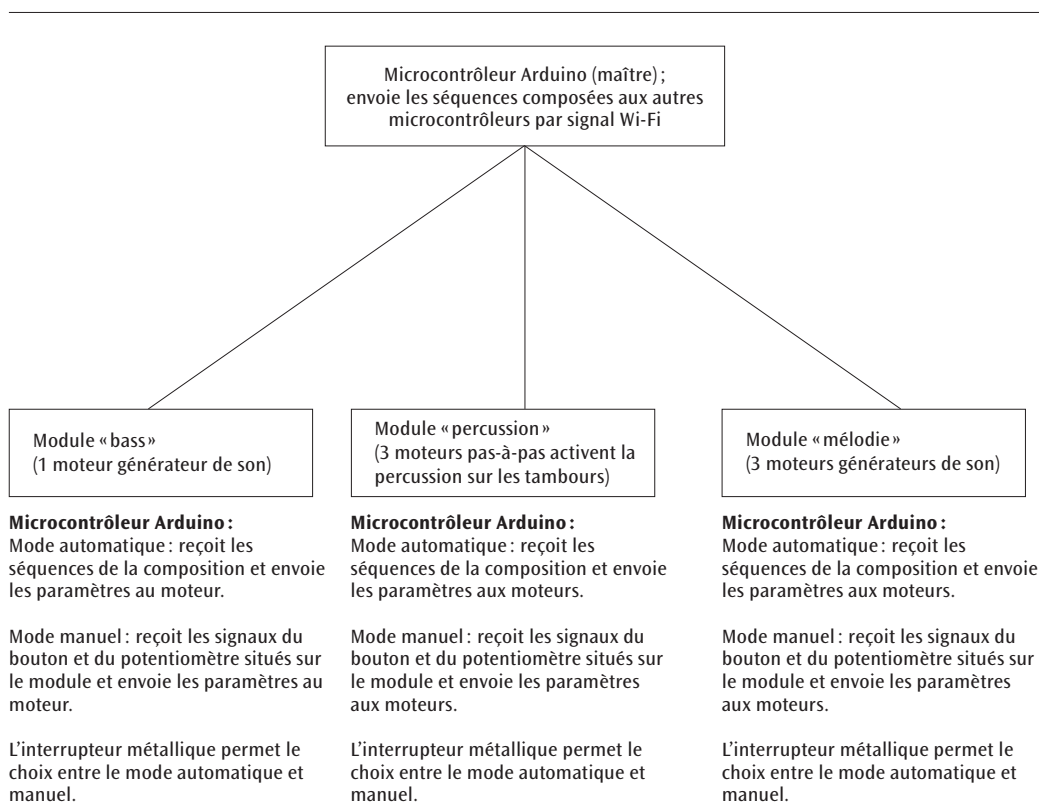 Microcontrôleur Arduino (maître) ;
envoie les séquences composées aux autres
microcontrôleurs par signal Wi-Fi
Module « bass »
(1 moteur générateur de son)
Module « percussion »
(3 moteurs pas-à-pas activent la
percussion sur les tambours)
Module « mélodie »
(3 moteurs générateurs de son)
Microcontrôleur Arduino :
Mode automatique : reçoit les
séquences de la composition et envoie
les paramètres au moteur.
Mode manuel : reçoit les signaux du
bouton et du potentiomètre situés sur
le module et envoie les paramètres au
moteur.
L’interrupteur métallique permet le
choix entre le mode automatique et
manuel.
Microcontrôleur Arduino :
Mode automatique : reçoit les
séquences de la composition et envoie
les paramètres aux moteurs.
Mode manuel : reçoit les signaux du
bouton et du potentiomètre situés sur
le module et envoie les paramètres
aux moteurs.
L’interrupteur métallique permet le
choix entre le mode automatique et
manuel.
Microcontrôleur Arduino :
Mode automatique : reçoit les
séquences de la composition et envoie
les paramètres aux moteurs.
Mode manuel : reçoit les signaux du
bouton et du potentiomètre situés sur
le module et envoie les paramètres
aux moteurs.
L’interrupteur métallique permet le
choix entre le mode automatique et
manuel.